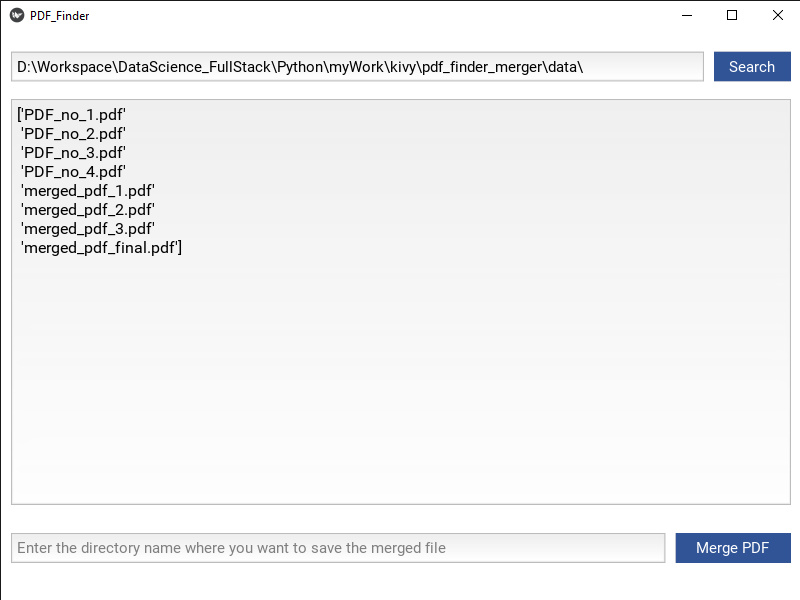 PDF_Finder
D:\Workspace\DataScience_FullStack\Python\myWork\kivy\pdf_finder_merger\data\
Search
['PDF_no_1.pdf'
'PDF_no_2.pdf'
'PDF_no_3.pdf'
'PDF_no_4.pdf'
'merged_pdf_1.pdf'
'merged_pdf_2.pdf'
'merged_pdf_3.pdf'
'merged_pdf_final.pdf']
Enter the directory name where you want to save the merged file
Merge PDF